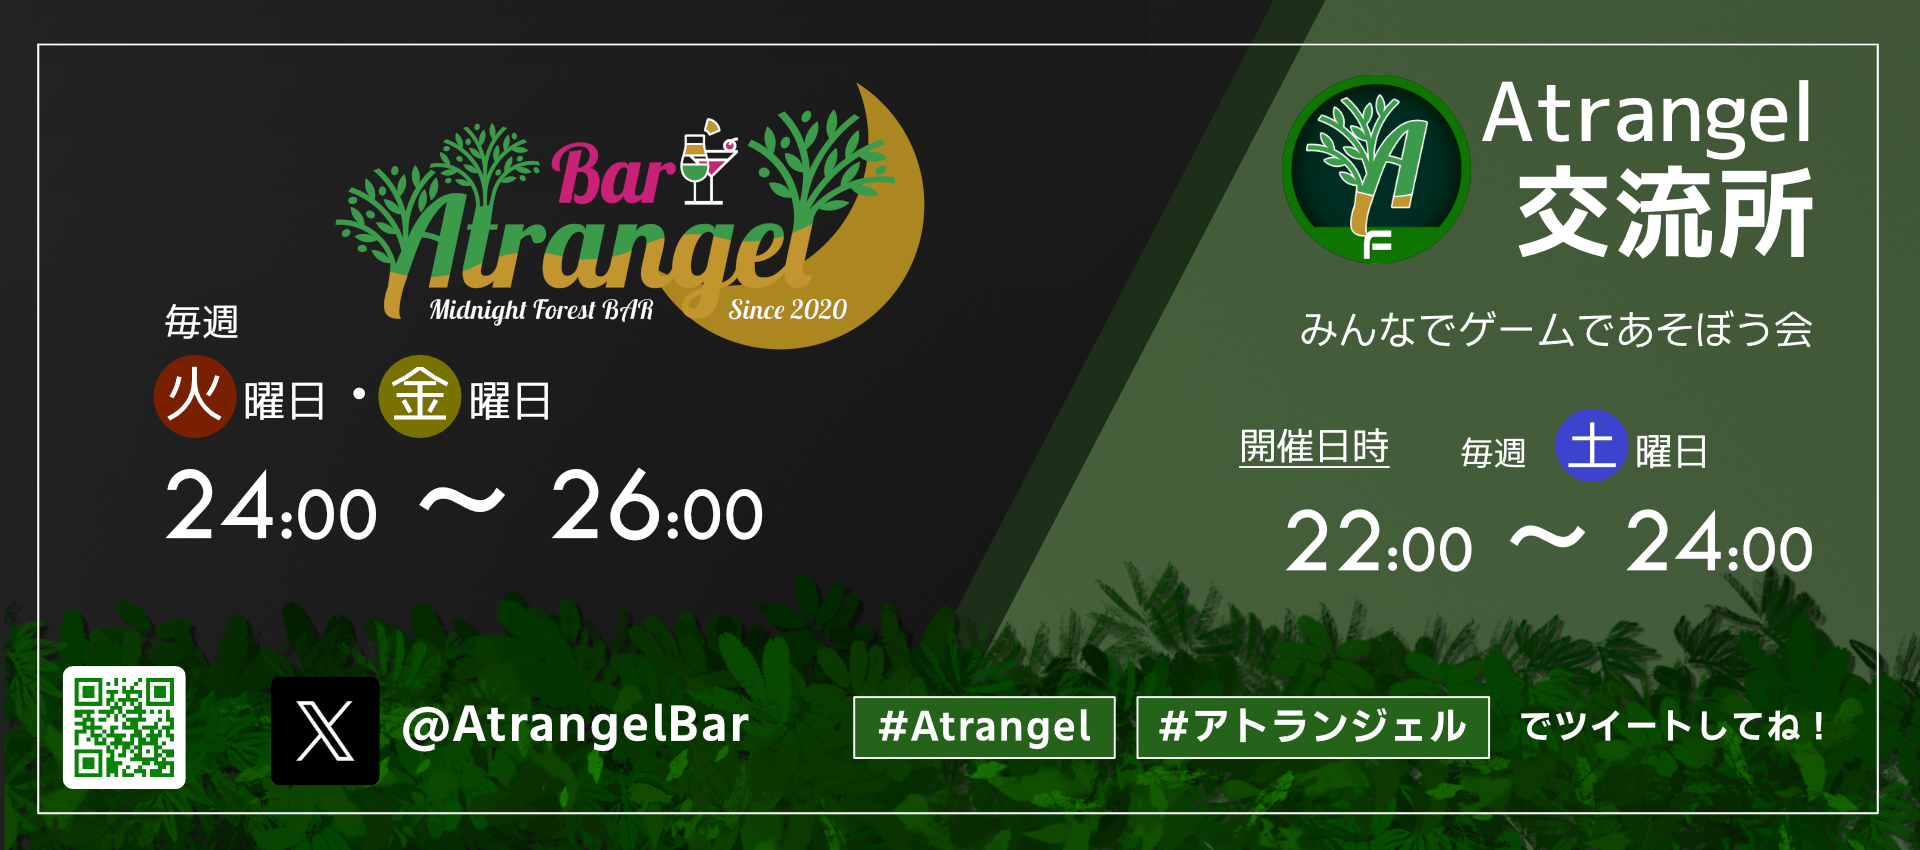 Bar
Atrangel
Midnight Forest BAR Since 2020
毎週
火曜日・金曜日
24:00 〜 26:00
Atrangel
交流所
みんなでゲームであそぼう会
開催日時 毎週 土曜日
22:00 〜 24:00
@AtrangelBar #Atrangel #アトランジェル でツイートしてね！